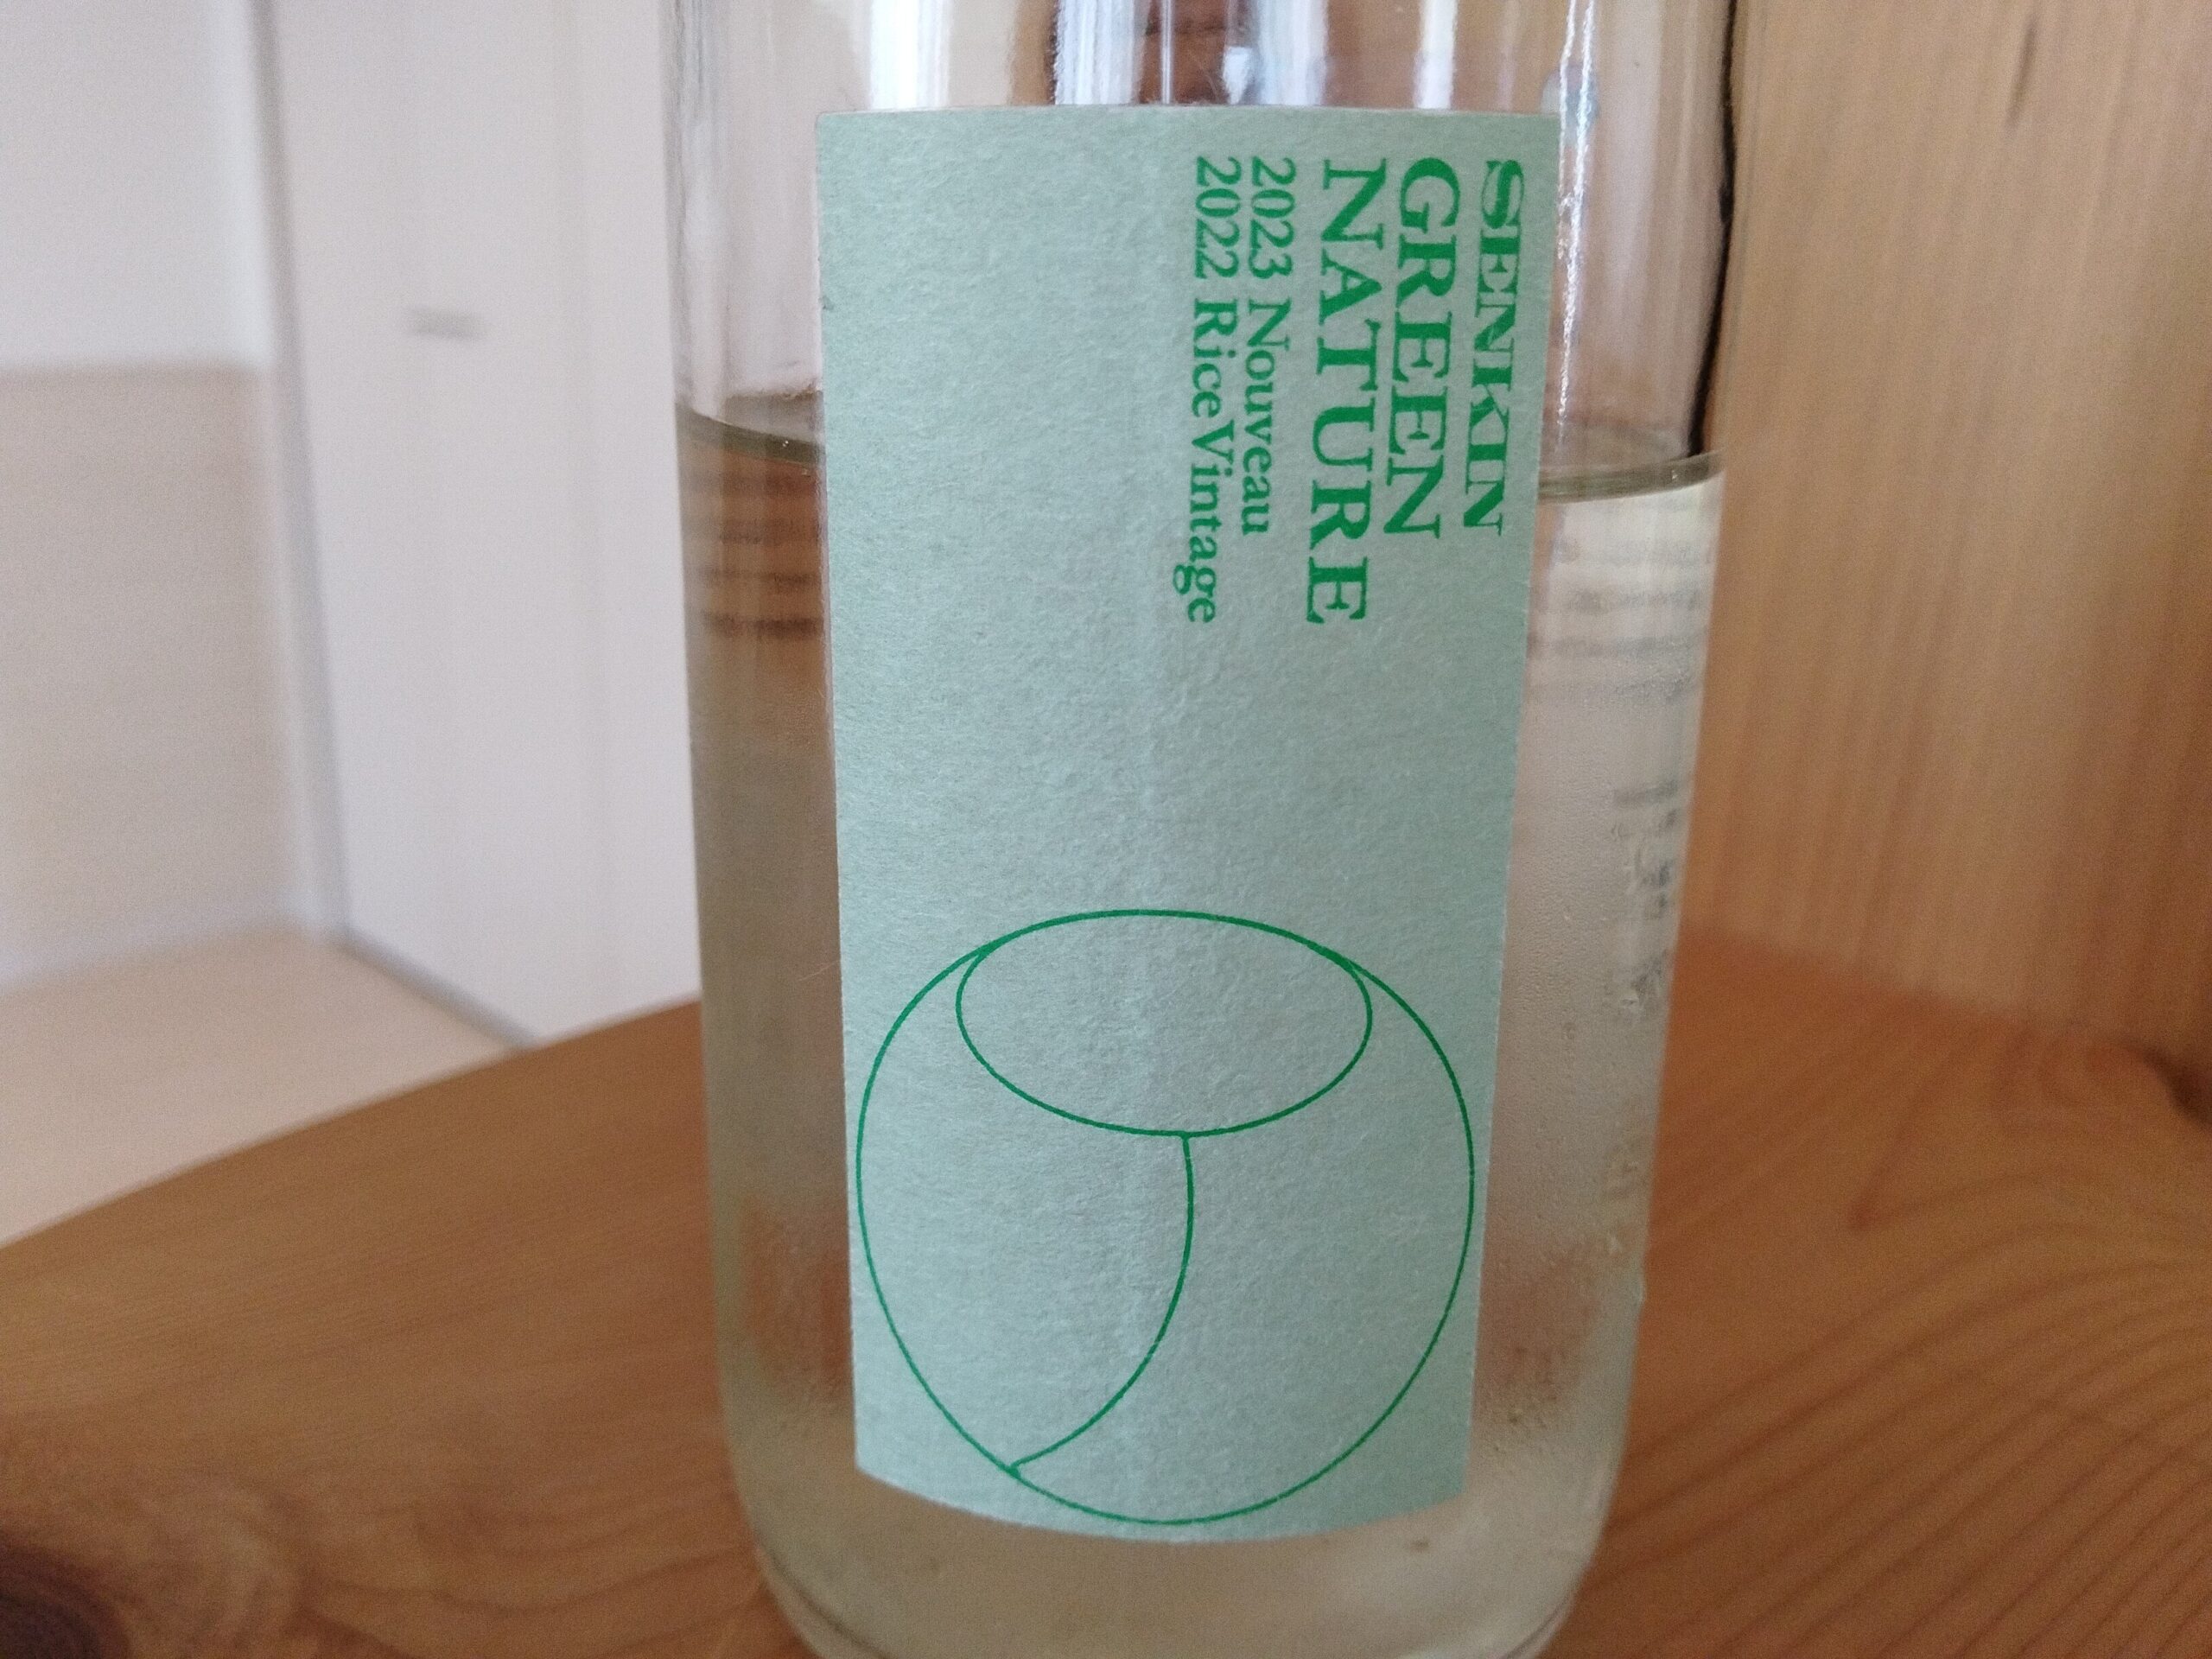 SENKIN
GREEN
NATURE
2023 Nouveau
2022 Rice Vintage